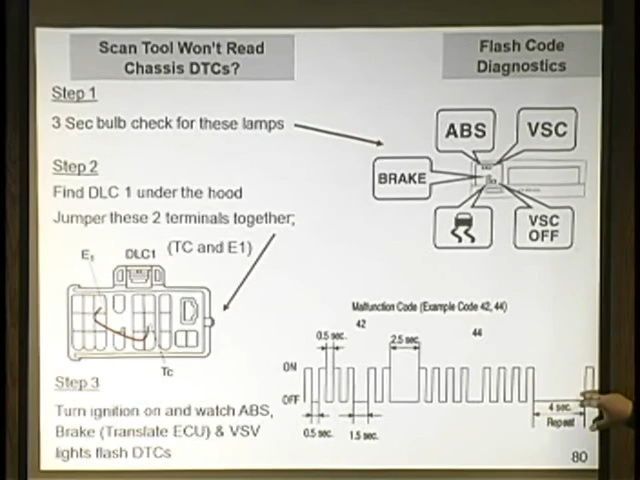 Scan Tool Won't Read
Chassis DTCs?
Flash Code
Diagnostics
Step 1
3 Sec bulb check for these lamps
ABS
VSC
BRAKE
VSC
OFF
Step 2
Find DLC 1 under the hood
Jumper these 2 terminals together;
(TC and E1)
E1
DLC1
Tc
Malfunction Code (Example Code 42, 44)
42
44
0.5 sec.
2.5 sec.
ON
OFF
0.5 sec.
1.5 sec.
4 sec.
Repeat
Step 3
Turn ignition on and watch ABS,
Brake (Translate ECU) & VSV
lights flash DTCs
80